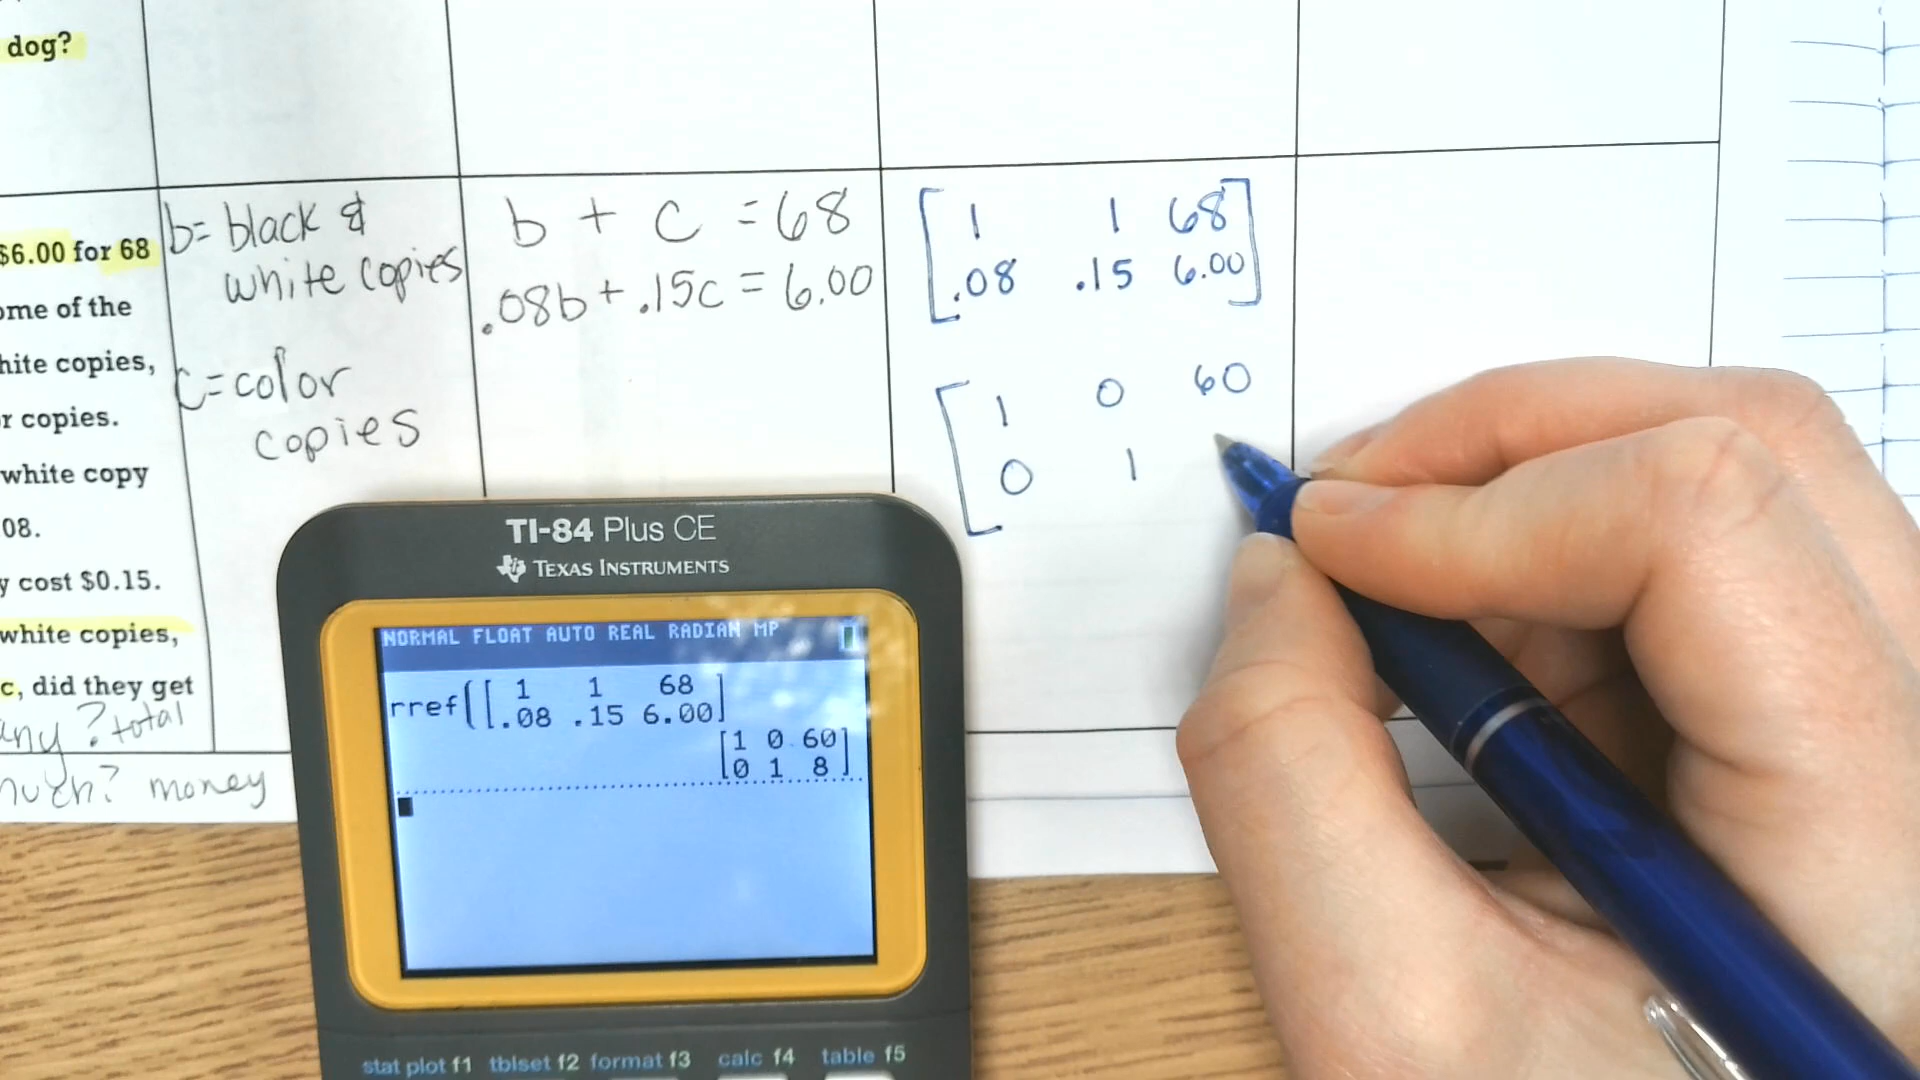 dog?
$6.00 for 68
ome of the
hite copies,
r copies.
white copy
08.
y cost $0.15.
white copies,
c, did they get
any ? total
much? money
b= black &
white copies
c=color
copies
b + c = 68
.08b + .15c = 6.00
1 1 68
.08 .15 6.00
1 0 60
0 1
TI-84 Plus CE
TEXAS INSTRUMENTS
NORMAL FLOAT AUTO REAL RADIAN MP
rref([1 1 68]
[.08 .15 6.00]
[1 0 60]
[0 1 8]
stat plot f1 tblset f2 format f3 calc f4 table f5